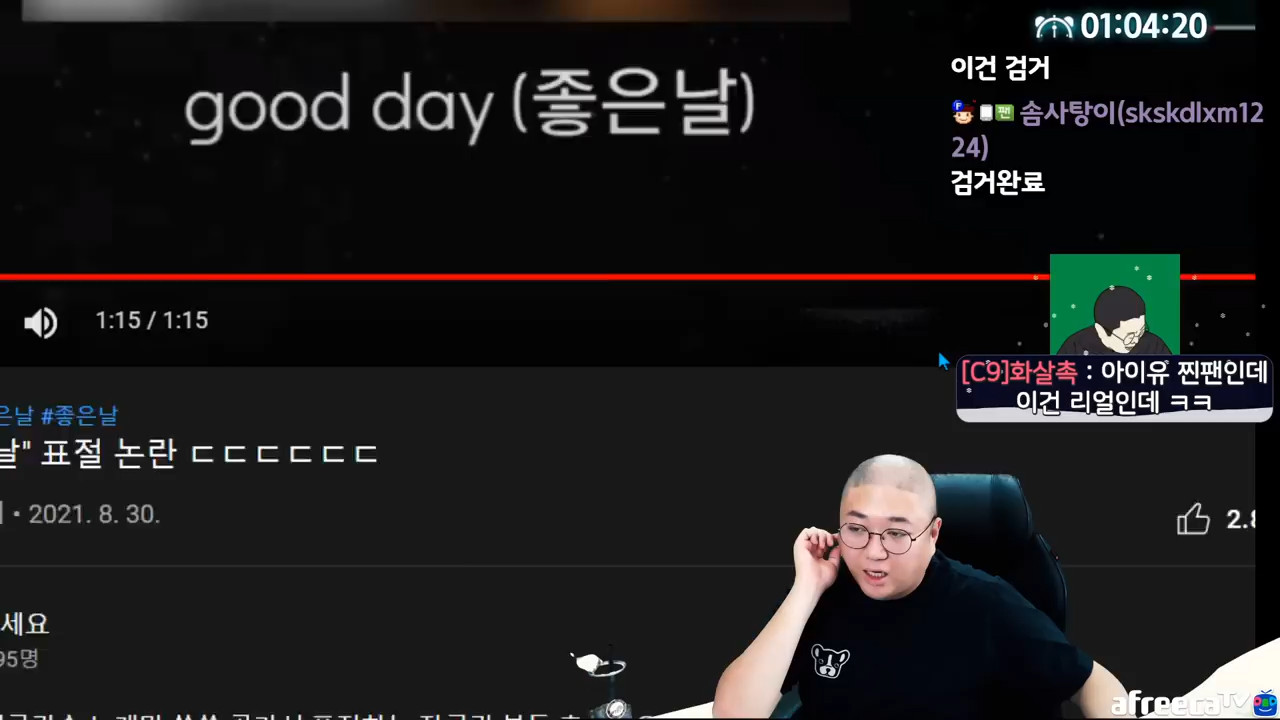 good day (좋은날)
01:04:20
이건 검거
솜사탕이(skskdlxm12
24)
검거완료
1:15 / 1:15
[C9]화살촉 : 아이유 찐팬인데
이건 리얼인데 ㅋㅋ
은날 #좋은날
날" 표절 논란 ㄷㄷㄷㄷㄷㄷ
2021. 8. 30.
2.8
세요
95명
afreecaTV